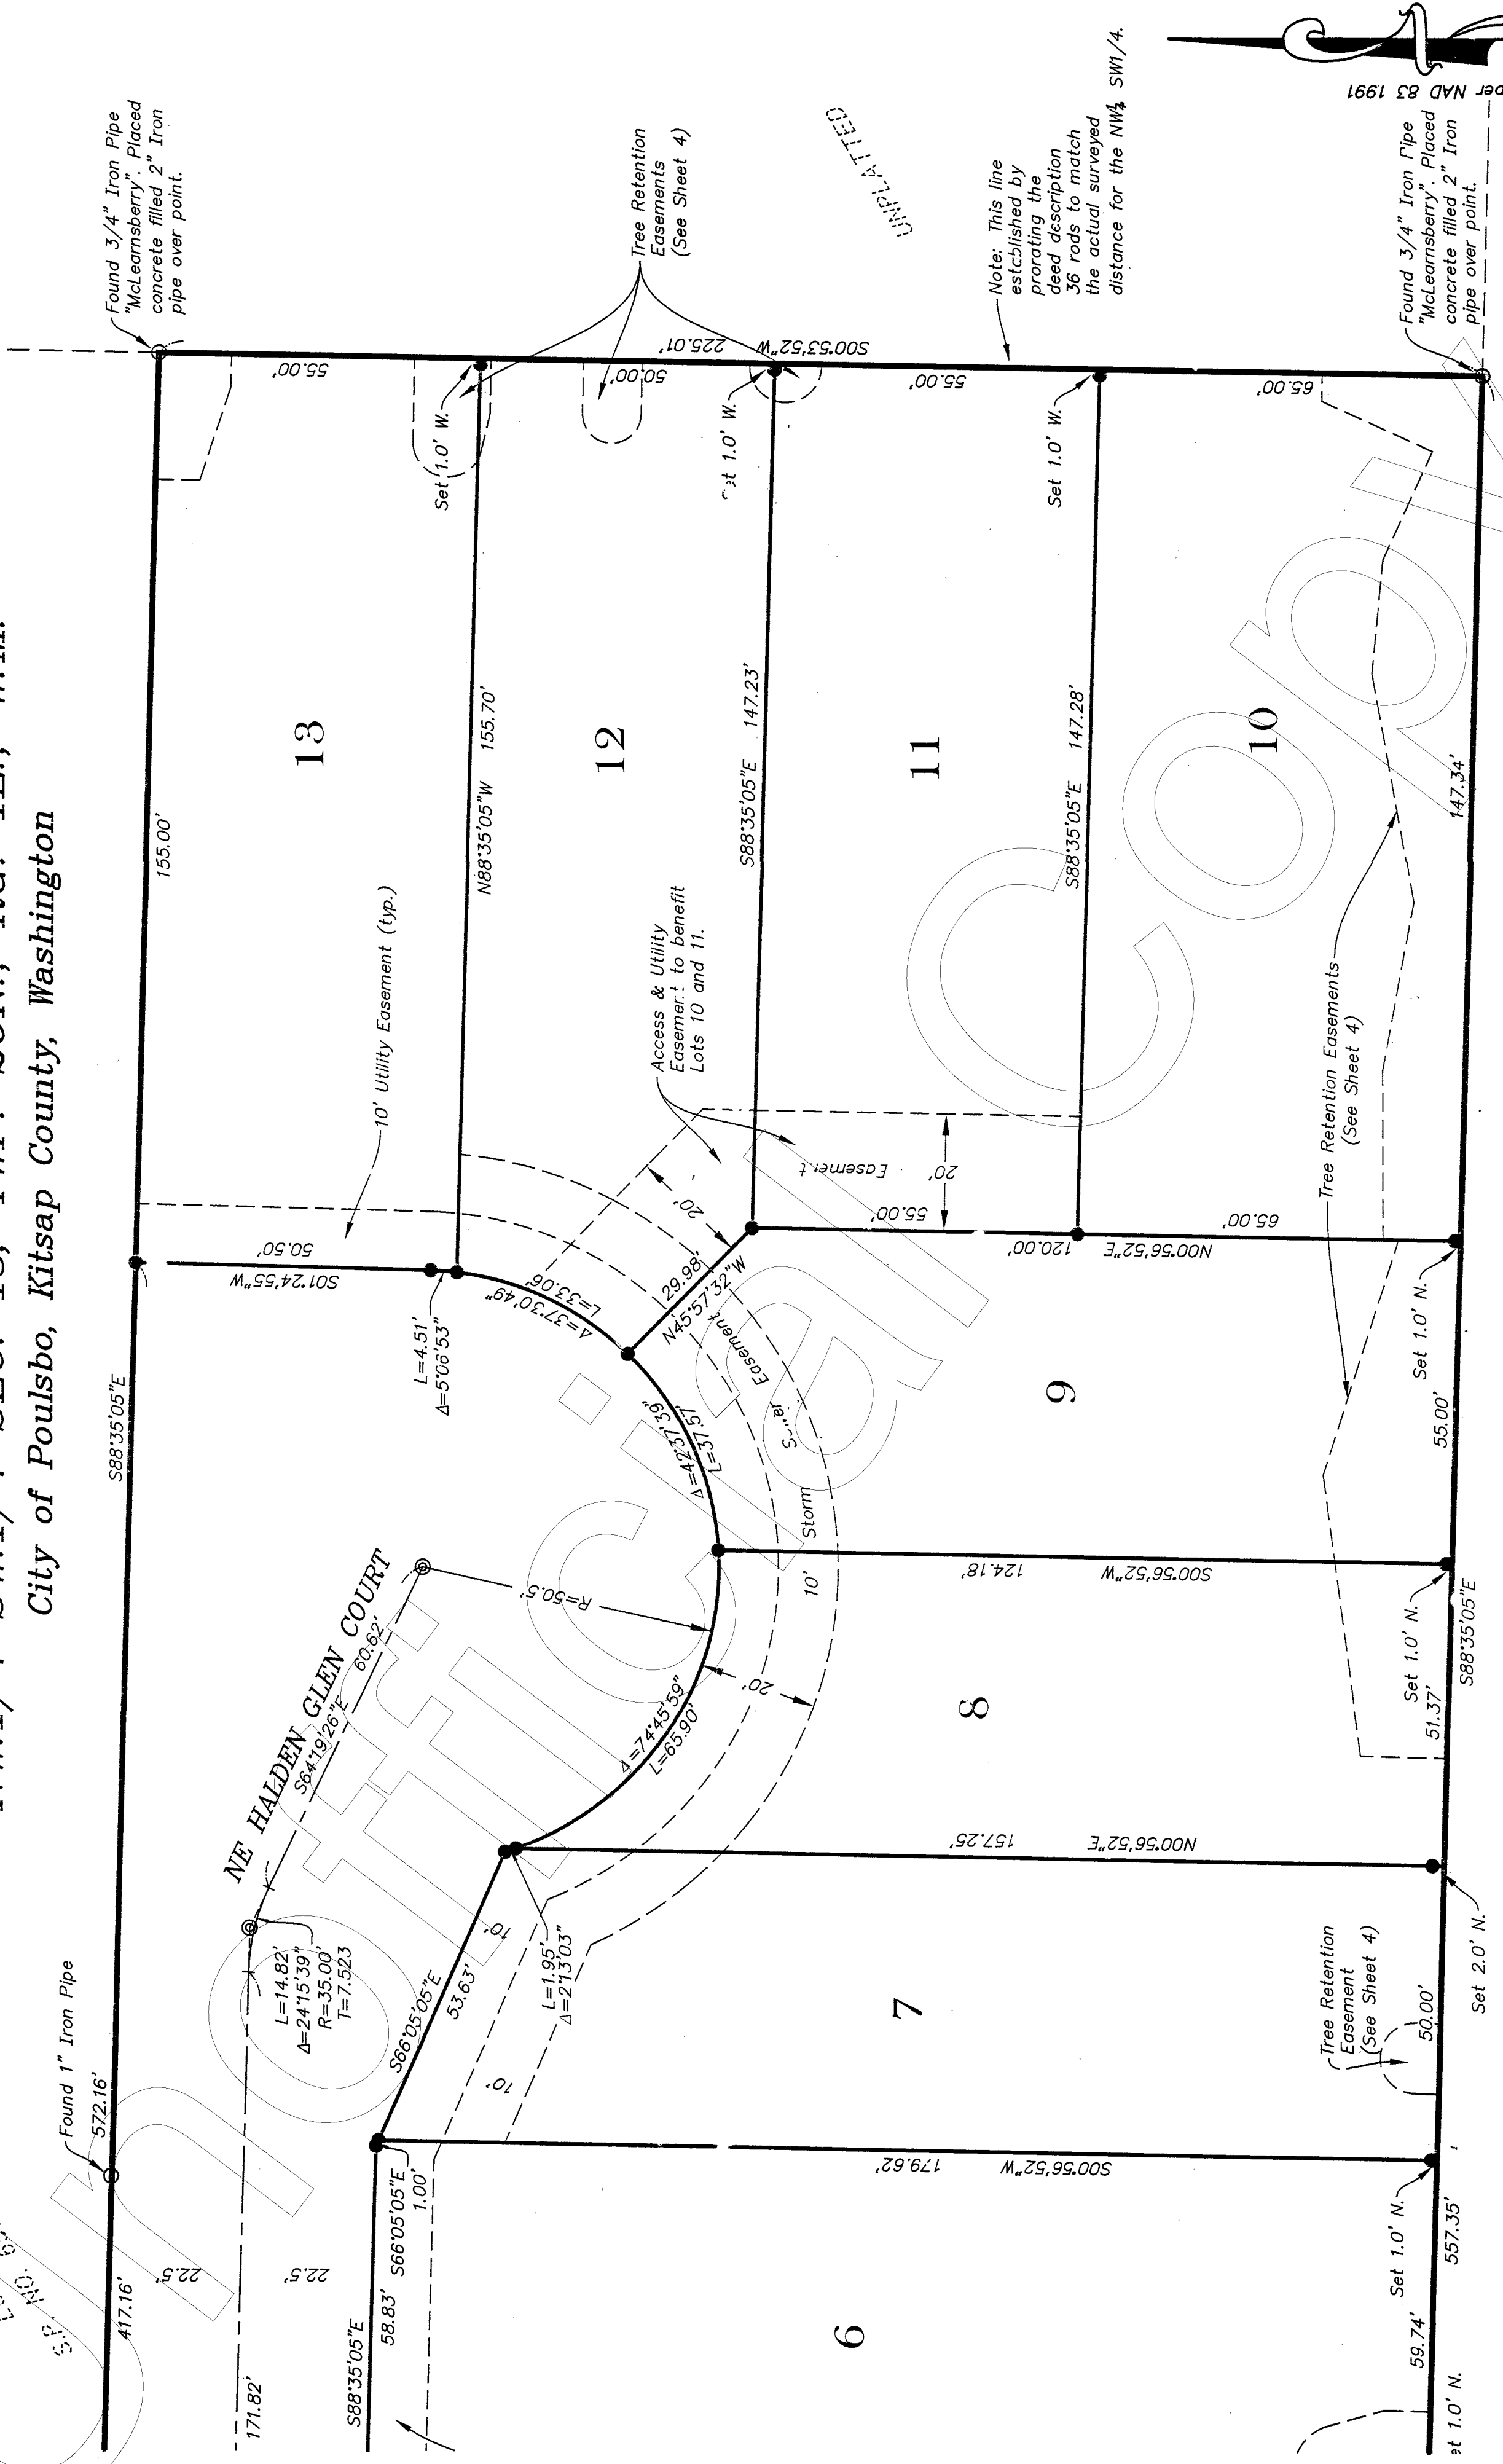 City of Poulsbo, Kitsap County, Washington
Found 3/4" Iron Pipe
"McLearnsberry". Placed
concrete filled 2" Iron
pipe over point.
Tree Retention
Easements
(See Sheet 4)
UNPLATTED
Note: This line
established by
prorating the
deed description
36 rods to match
the actual surveyed
distance for the NW¼ SW1/4.
per NAD 83 1991
Found 3/4" Iron Pipe
"McLearnsberry". Placed
concrete filled 2" Iron
pipe over point.
55.00'
50.00'
S00°53'52"W 225.01'
55.00'
65.00'
Set 1.0' W.
Set 1.0' W.
Set 1.0' W.
155.00'
13
N88°35'05"W 155.70'
12
S88°35'05"E 147.23'
11
S88°35'05"E 147.28'
10
147.34'
10' Utility Easement (typ.)
Access & Utility
Easement to benefit
Lots 10 and 11.
Tree Retention Easements
(See Sheet 4)
S01°24'55"W 50.50'
L=4.51'
Δ=5°06'53"
Δ=37°30'49"
L=33.06'
20'
29.98'
N45°57'32"W
Easement
20'
55.00'
120.00'
N00°56'52"E
65.00'
Set 1.0' N.
S88°35'05"E
Δ=42°37'39"
L=37.57'
Storm Sewer Easement
10'
9
55.00'
NE HALDEN GLEN COURT
S64°19'26"E 60.62'
R=50.5'
S00°56'52"W 124.18'
Set 1.0' N.
S88°35'05"E
51.37'
Δ=74°45'59"
L=65.90'
20'
8
N00°56'52"E 157.25'
Set 2.0' N.
Found 1" Iron Pipe
572.16'
L=14.82'
Δ=24°15'39"
R=35.00'
T=7.523
S66°05'05"E
53.63'
10'
10'
L=1.95'
Δ=2°13'03"
7
Tree Retention
Easement
(See Sheet 4)
50.00'
S00°56'52"W 179.62'
Set 1.0' N.
557.35'
S.P. NO.
417.16'
22.5'
22.5'
171.82'
S88°35'05"E
58.83'
S66°05'05"E
1.00'
6
59.74'
1.0' N.
Unofficial Copy